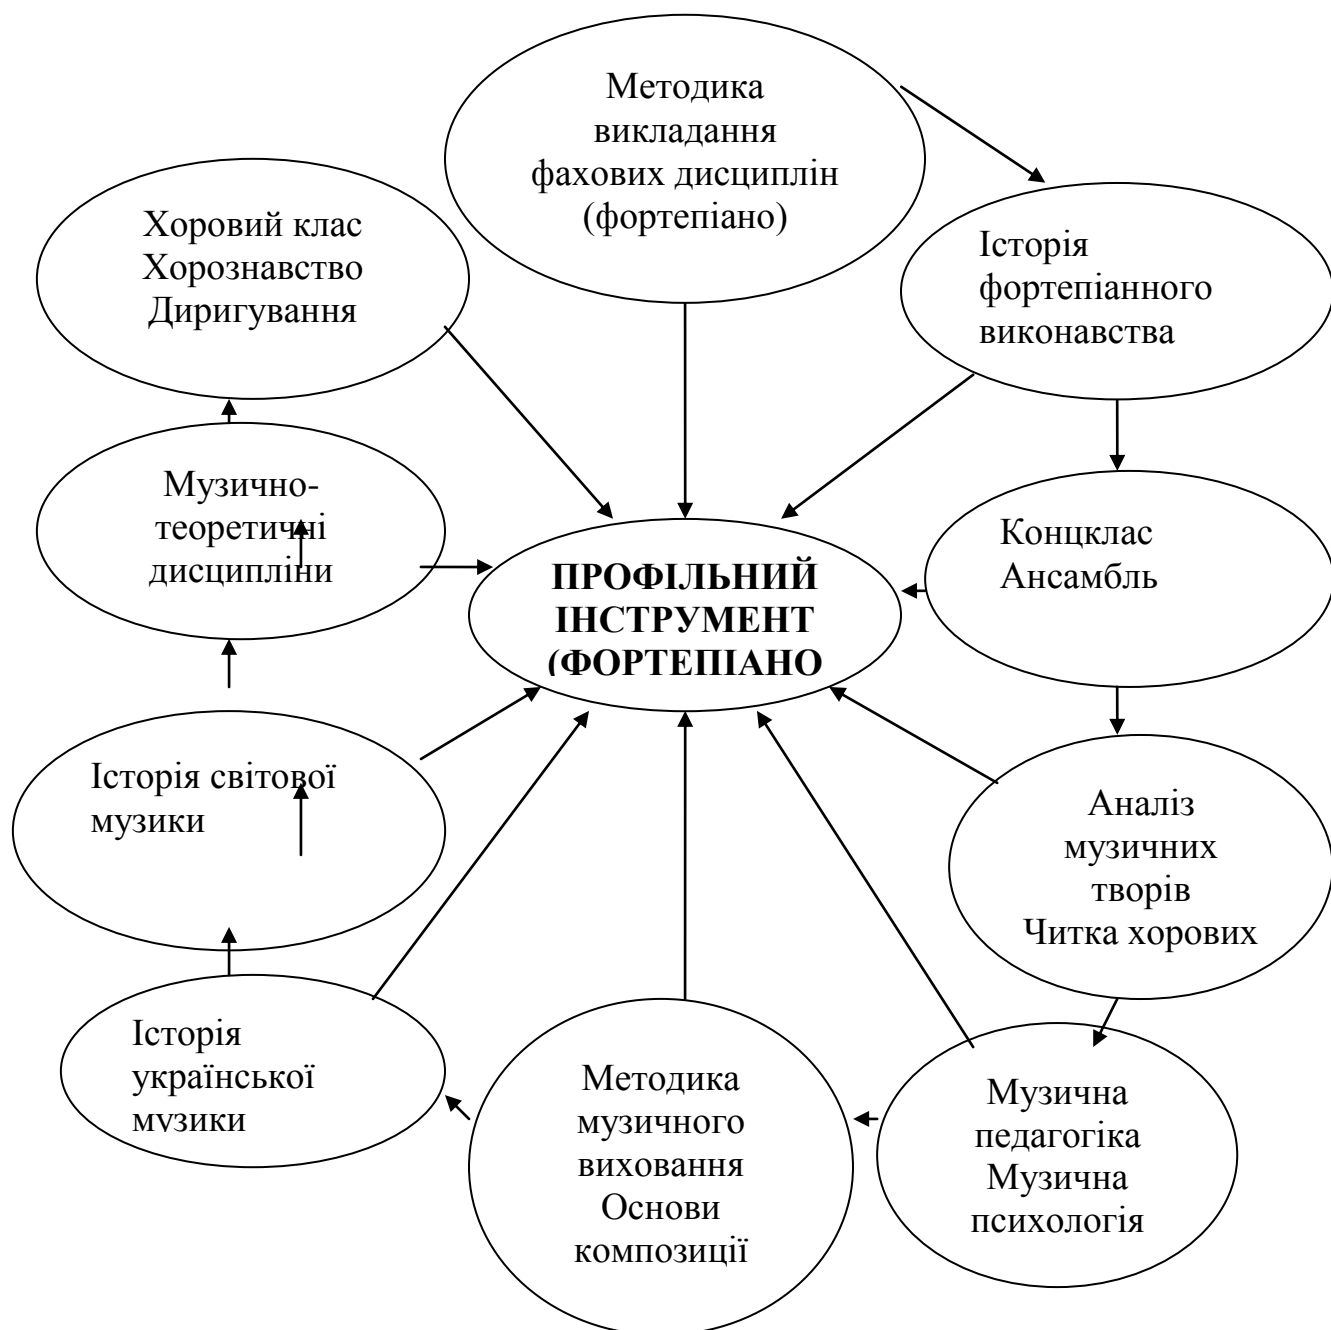 Методика
викладання
фахових дисциплін
(фортепіано)
Хоровий клас
Хорознавство
Диригування
Історія
фортепіанного
виконавства
Музично-
теоретичні
дисципліни
Концклас
Ансамбль
ПРОФІЛЬНИЙ
ІНСТРУМЕНТ
(ФОРТЕПІАНО
Історія світової
музики
Аналіз
музичних
творів
Читка хорових
Історія
української
музики
Методика
музичного
виховання
Основи
композиції
Музична
педагогіка
Музична
психологія